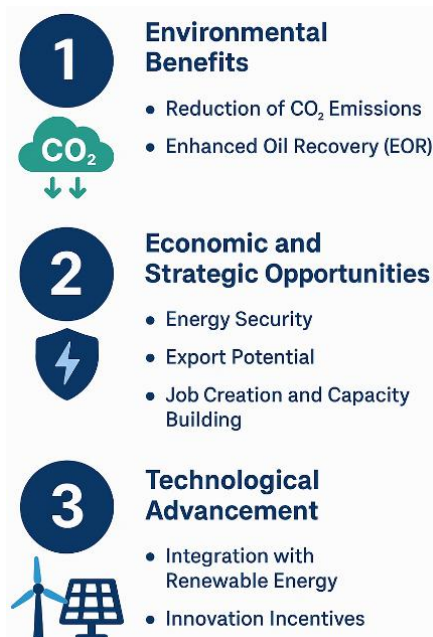 1
Environmental
Benefits
• Reduction of CO₂ Emissions
• Enhanced Oil Recovery (EOR)
CO₂
2
Economic and
Strategic Opportunities
• Energy Security
• Export Potential
• Job Creation and Capacity
Building
3
Technological
Advancement
• Integration with
Renewable Energy
• Innovation Incentives